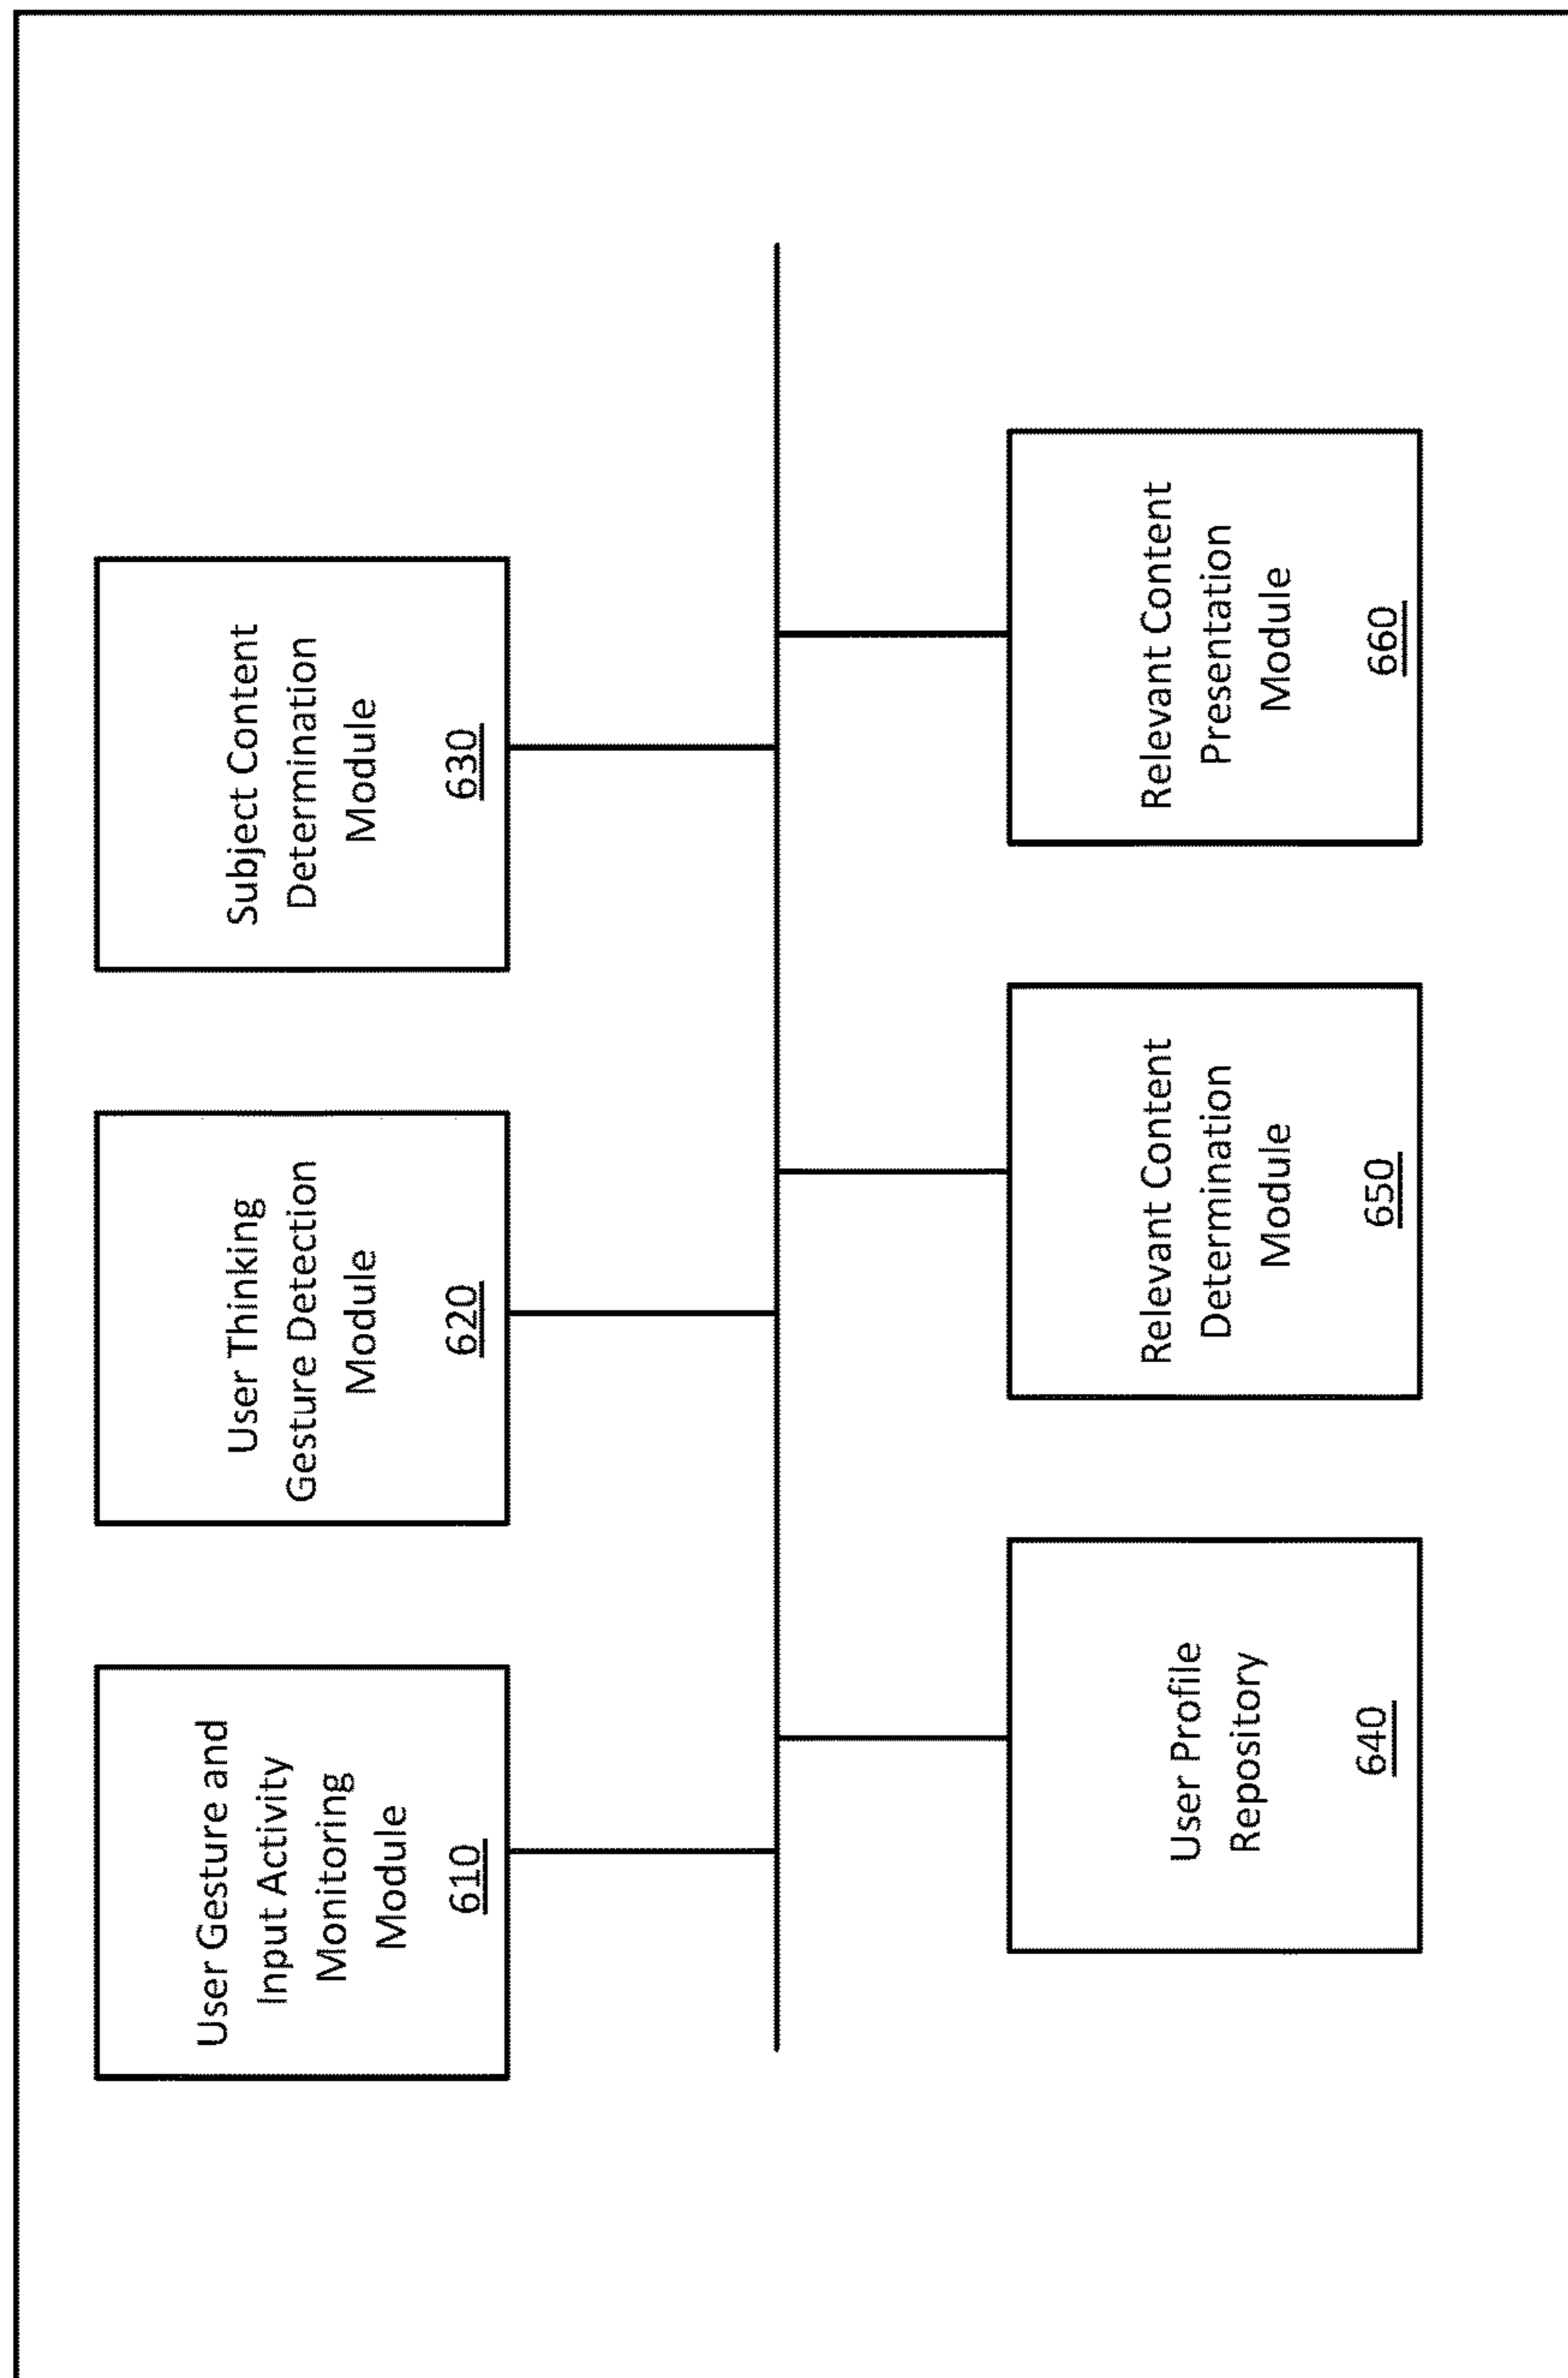 User Gesture and
Input Activity
Monitoring
Module
610
User Thinking
Gesture Detection
Module
620
Subject Content
Determination
Module
630
User Profile
Repository
640
Relevant Content
Determination
Module
650
Relevant Content
Presentation
Module
660